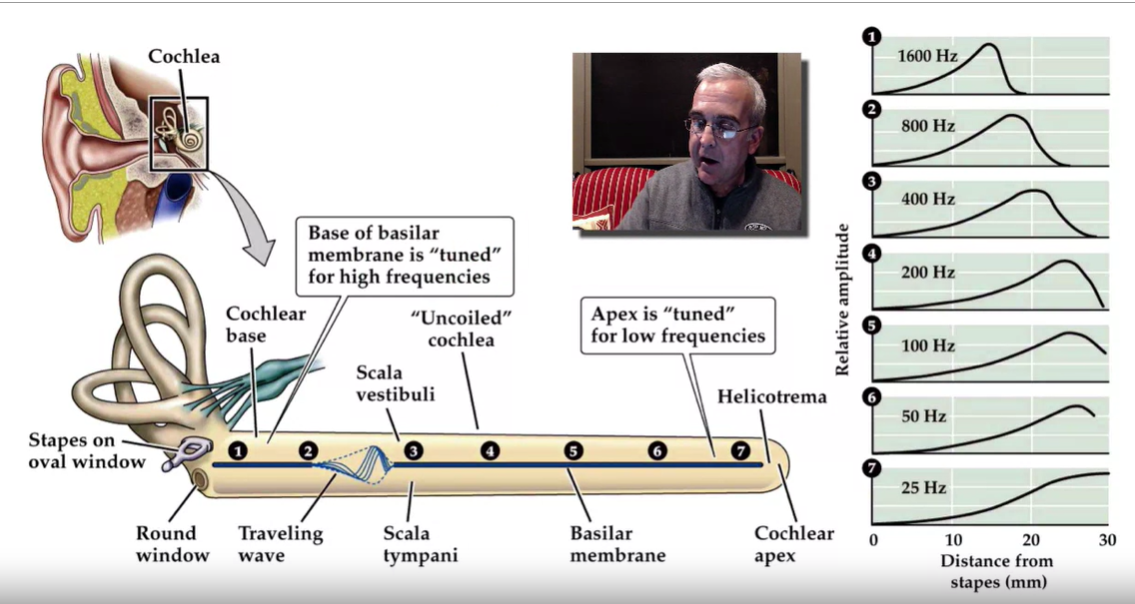 Cochlea
Base of basilar
membrane is “tuned”
for high frequencies
Cochlear
base
“Uncoiled”
cochlea
Apex is “tuned”
for low frequencies
Scala
vestibuli
Helicotrema
Stapes on
oval window
1 2 3 4 5 6 7
Round
window
Traveling
wave
Scala
tympani
Basilar
membrane
Cochlear
apex
Relative amplitude
1
1600 Hz
2
800 Hz
3
400 Hz
4
200 Hz
5
100 Hz
6
50 Hz
7
25 Hz
0 10 20 30
Distance from
stapes (mm)